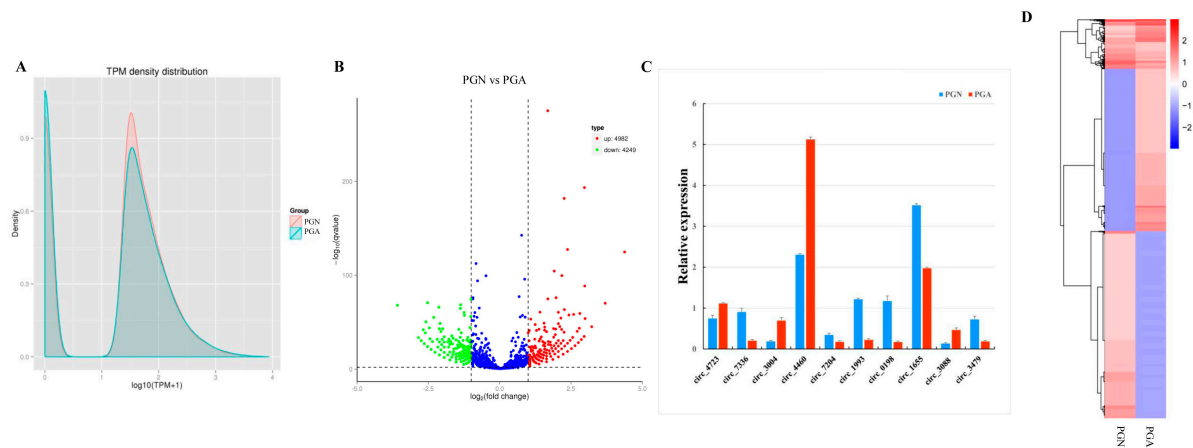 A
TPM density distribution
Density
0.9
0.6
0.3
0.0
0
1
2
3
4
log10(TPM+1)
Group
PGN
PGA
B
PGN vs PGA
−log10(qvalue)
200
100
0
-5.0
-2.5
0.0
2.5
5.0
log2(fold change)
type
up: 4982
down: 4249
C
PGN
PGA
Relative expression
6
5
4
3
2
1
0
circ_4723
circ_7336
circ_3004
circ_4460
circ_7204
circ_1993
circ_0198
circ_1655
circ_3088
circ_3479
D
2
1
0
−1
−2
PGN
PGA